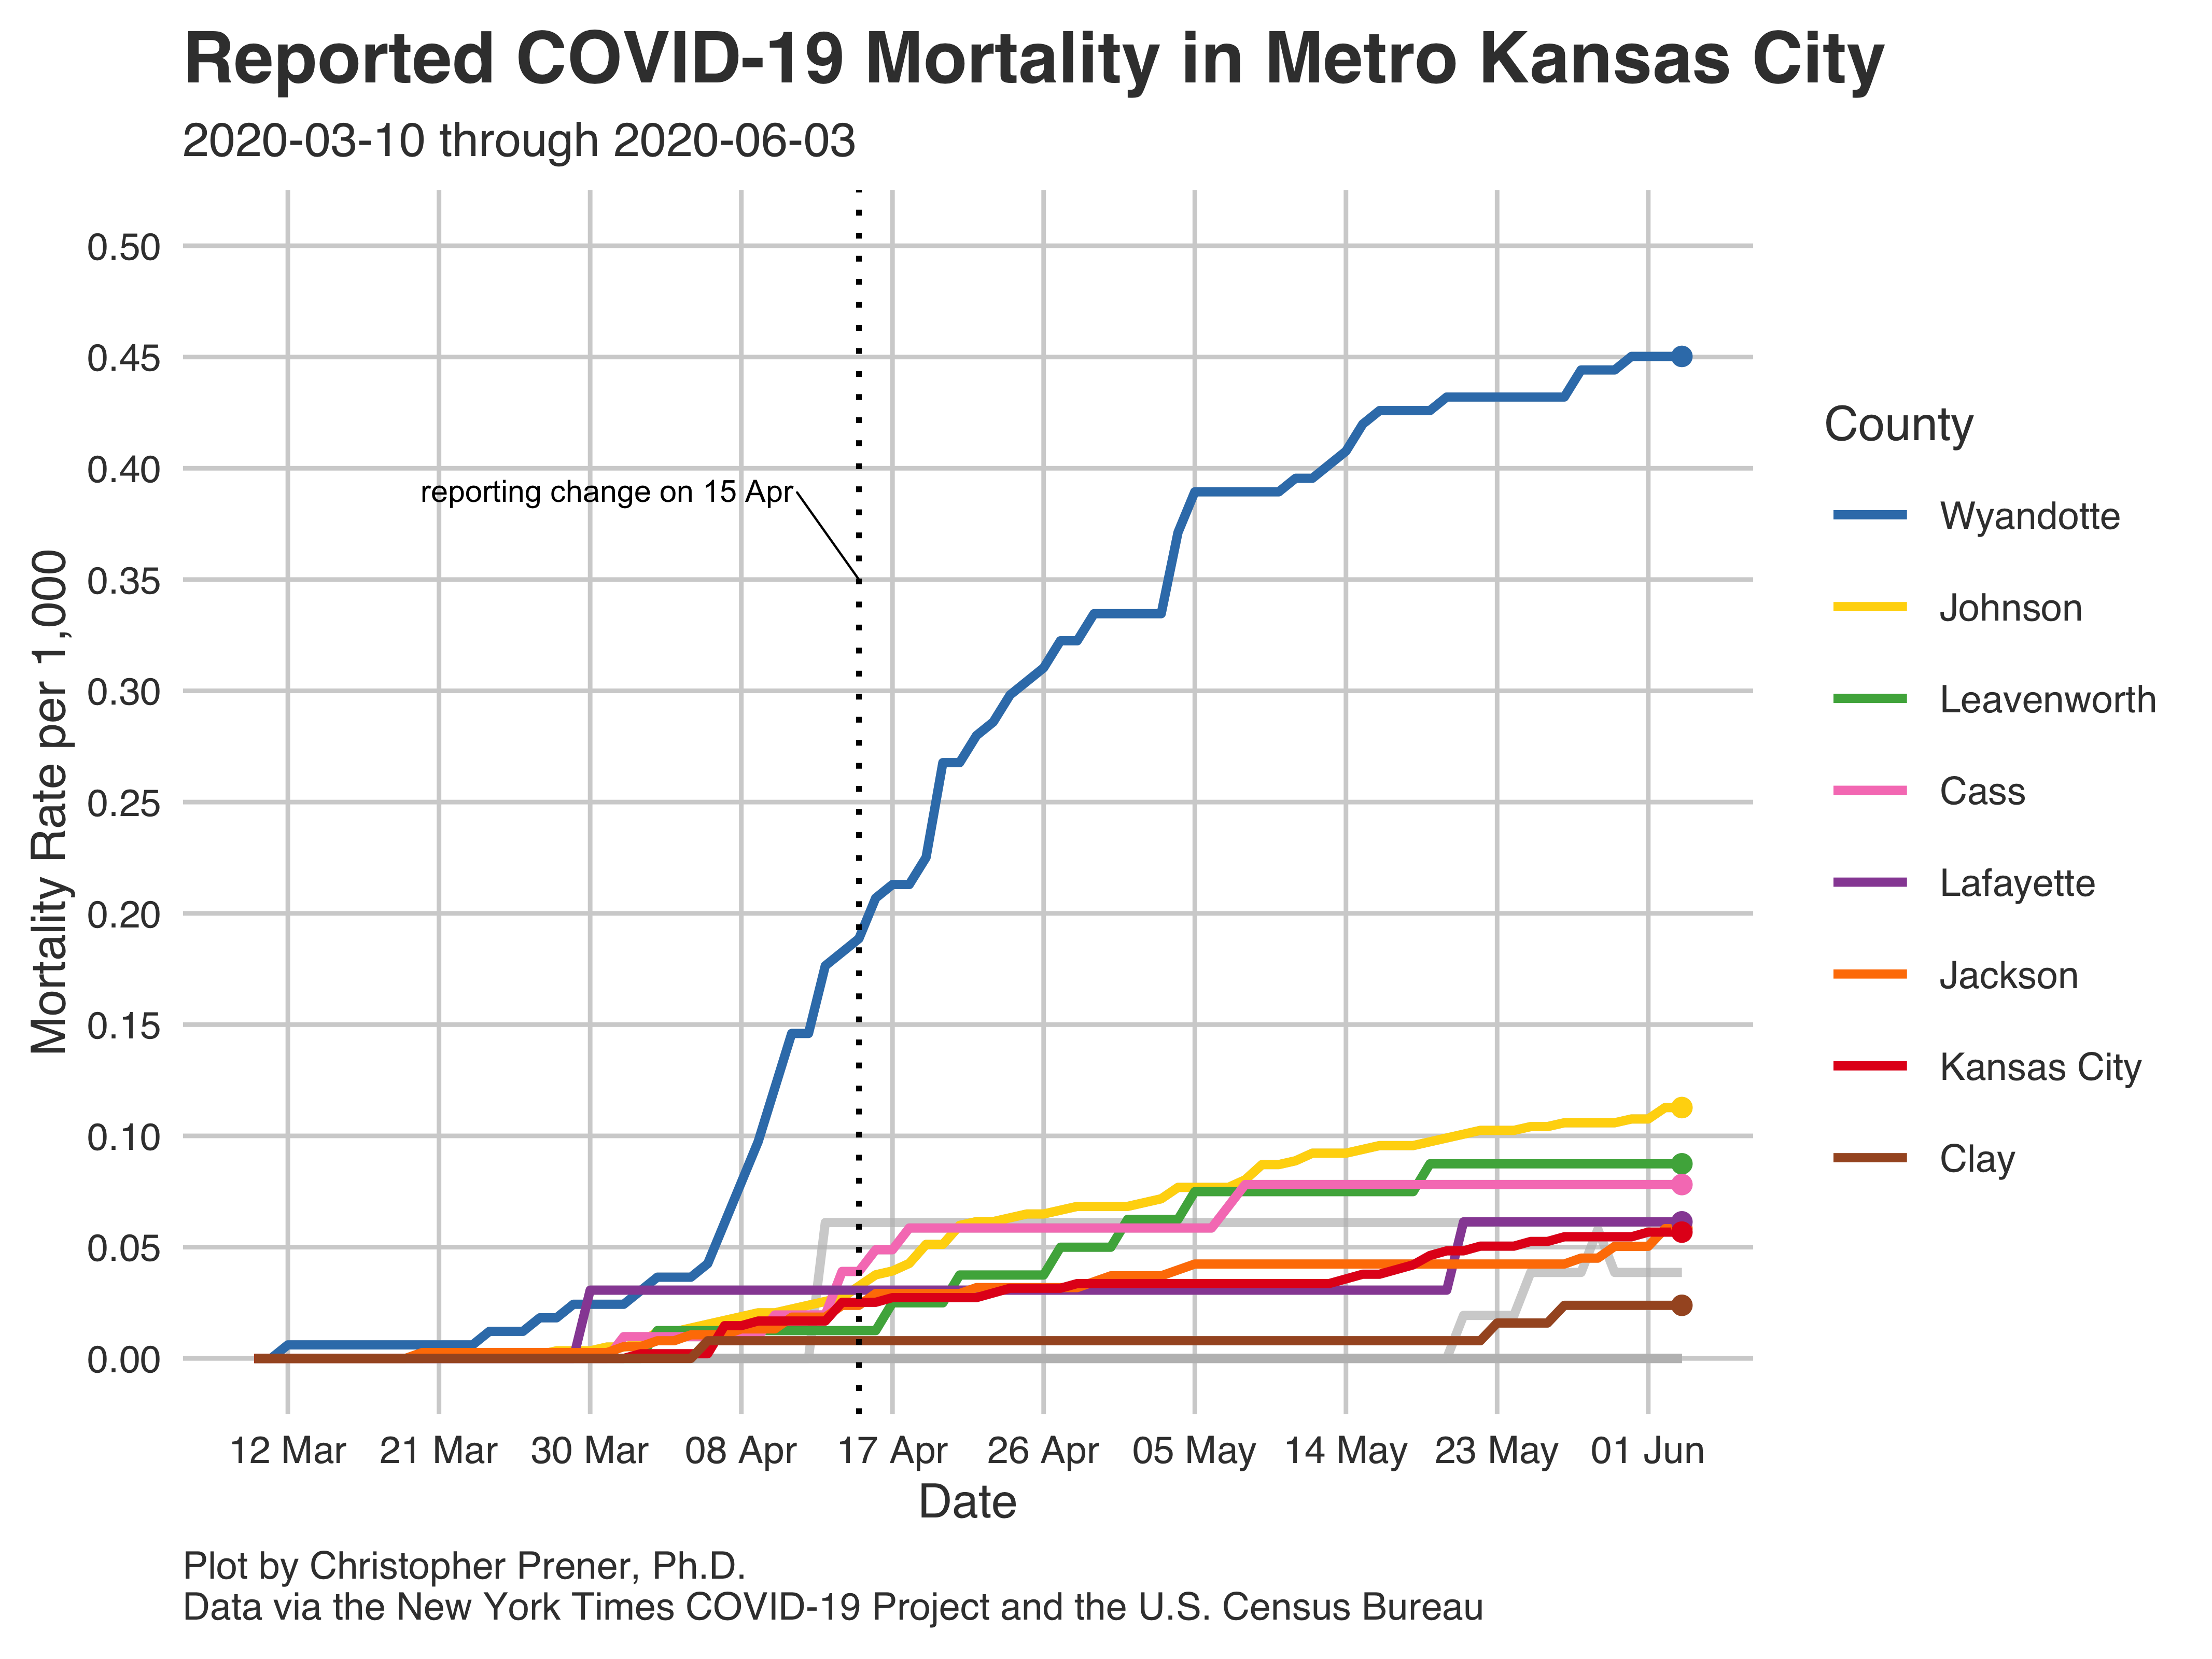 Reported COVID-19 Mortality in Metro Kansas City
2020-03-10 through 2020-06-03
Mortality Rate per 1,000
0.50
0.45
0.40
0.35
0.30
0.25
0.20
0.15
0.10
0.05
0.00
reporting change on 15 Apr
County
Wyandotte
Johnson
Leavenworth
Cass
Lafayette
Jackson
Kansas City
Clay
12 Mar 21 Mar 30 Mar 08 Apr 17 Apr 26 Apr 05 May 14 May 23 May 01 Jun
Date
Plot by Christopher Prener, Ph.D.
Data via the New York Times COVID-19 Project and the U.S. Census Bureau